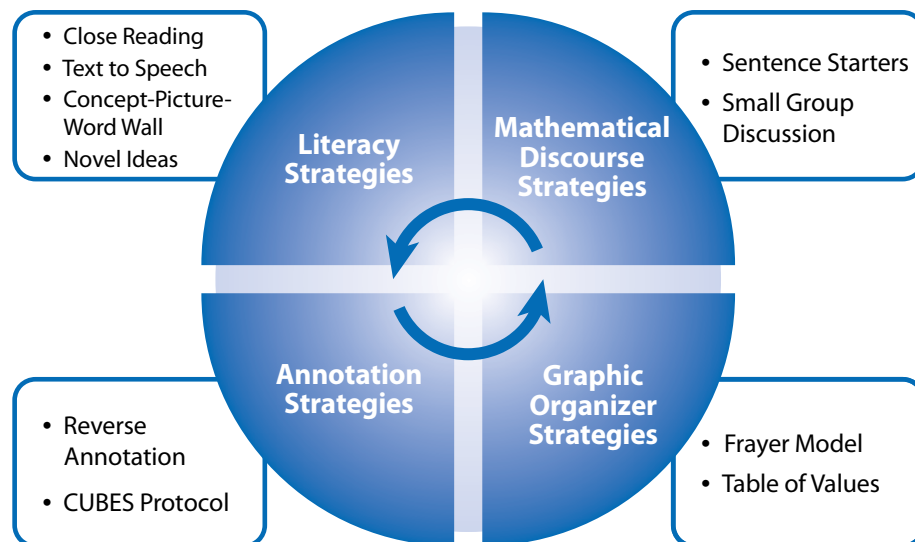 • Close Reading
• Text to Speech
• Concept-Picture-
Word Wall
• Novel Ideas
Literacy
Strategies
Mathematical
Discourse
Strategies
• Sentence Starters
• Small Group
Discussion
• Reverse
Annotation
• CUBES Protocol
Annotation
Strategies
Graphic
Organizer
Strategies
• Frayer Model
• Table of Values